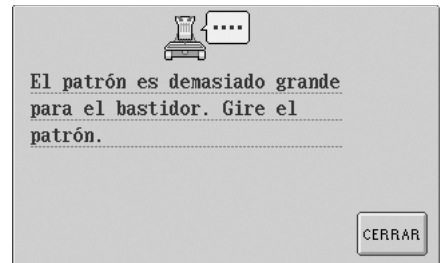 ....
El patrón es demasiado grande
para el bastidor. Gire el
patrón.
CERRAR